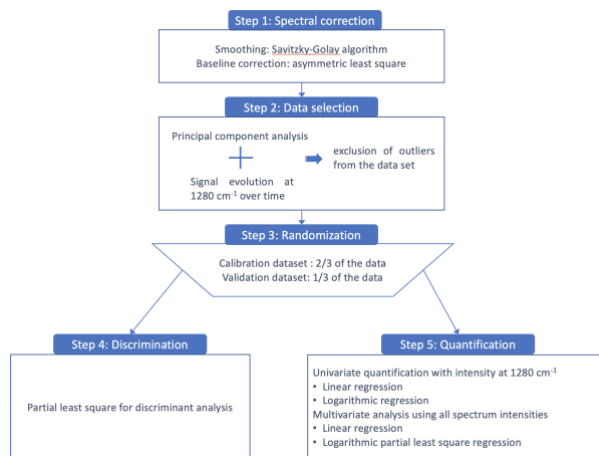 Step 1: Spectral correction
Smoothing: Savitzky-Golay algorithm
Baseline correction: asymmetric least square
Step 2: Data selection
Principal component analysis
Signal evolution at
1280 cm⁻¹ over time
exclusion of outliers
from the data set
Step 3: Randomization
Calibration dataset : 2/3 of the data
Validation dataset: 1/3 of the data
Step 4: Discrimination
Partial least square for discriminant analysis
Step 5: Quantification
Univariate quantification with intensity at 1280 cm⁻¹
• Linear regression
• Logarithmic regression
Multivariate analysis using all spectrum intensities
• Linear regression
• Logarithmic partial least square regression